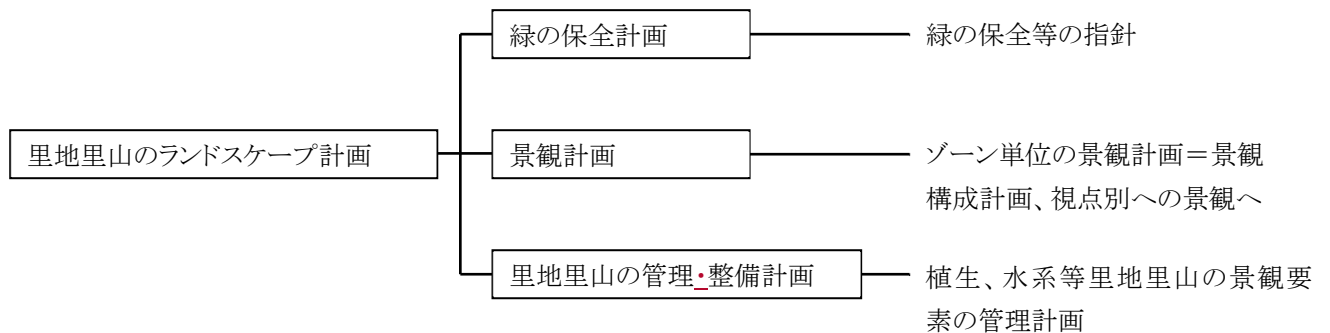 緑の保全計画
緑の保全等の指針
里地里山のランドスケープ計画
景観計画
ゾーン単位の景観計画＝景観
構成計画、視点別への景観へ
里地里山の管理・整備計画
植生、水系等里地里山の景観要
素の管理計画